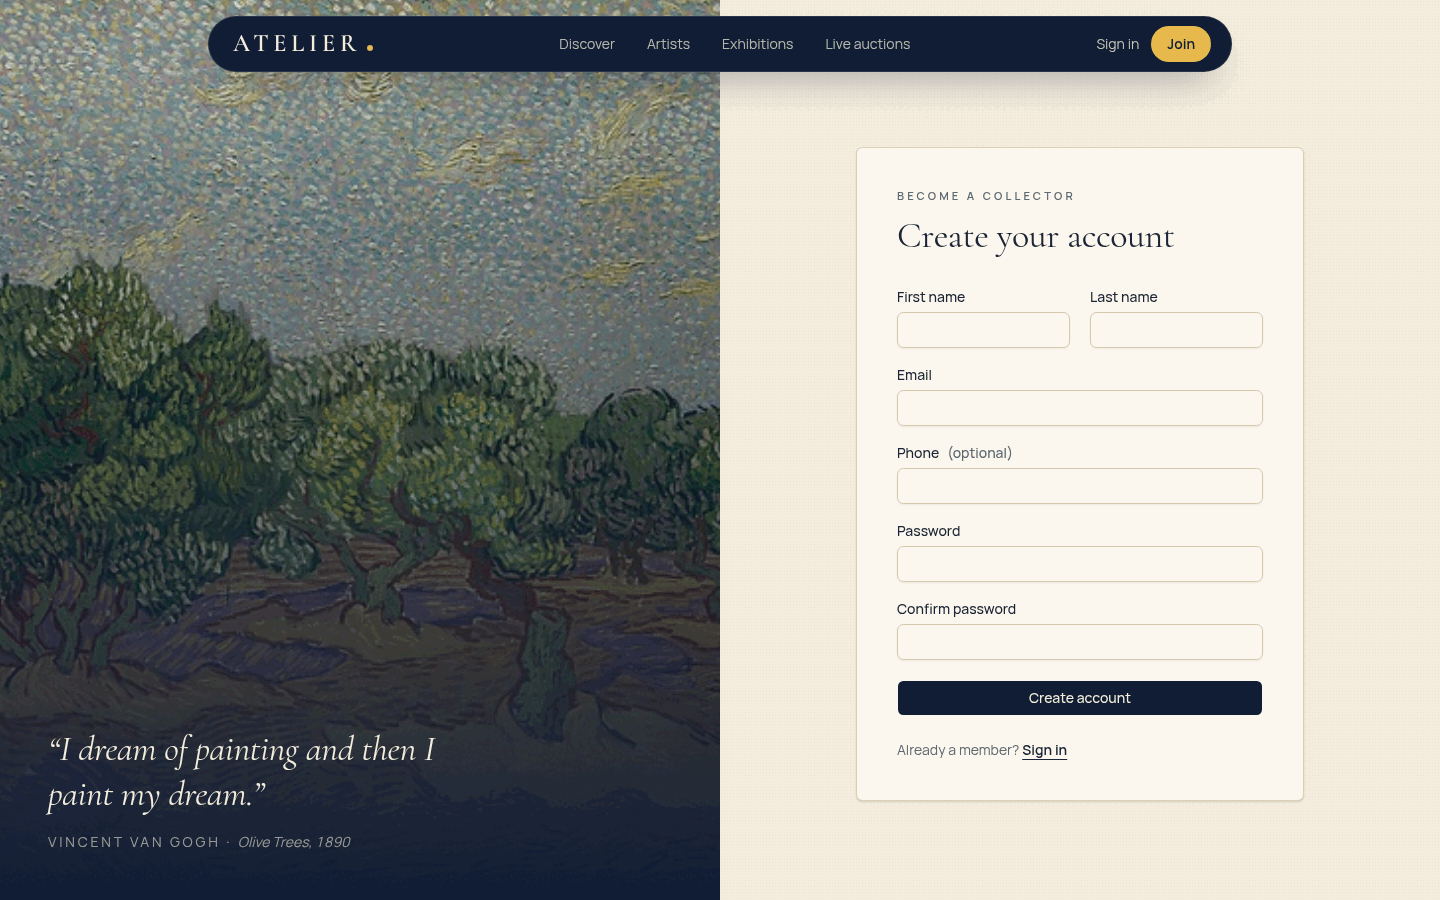 ATELIER.
Discover Artists Exhibitions Live auctions
Sign in Join
BECOME A COLLECTOR
Create your account
First name Last name
Email
Phone (optional)
Password
Confirm password
Create account
Already a member? Sign in
“I dream of painting and then I
paint my dream.”
VINCENT VAN GOGH · Olive Trees, 1890